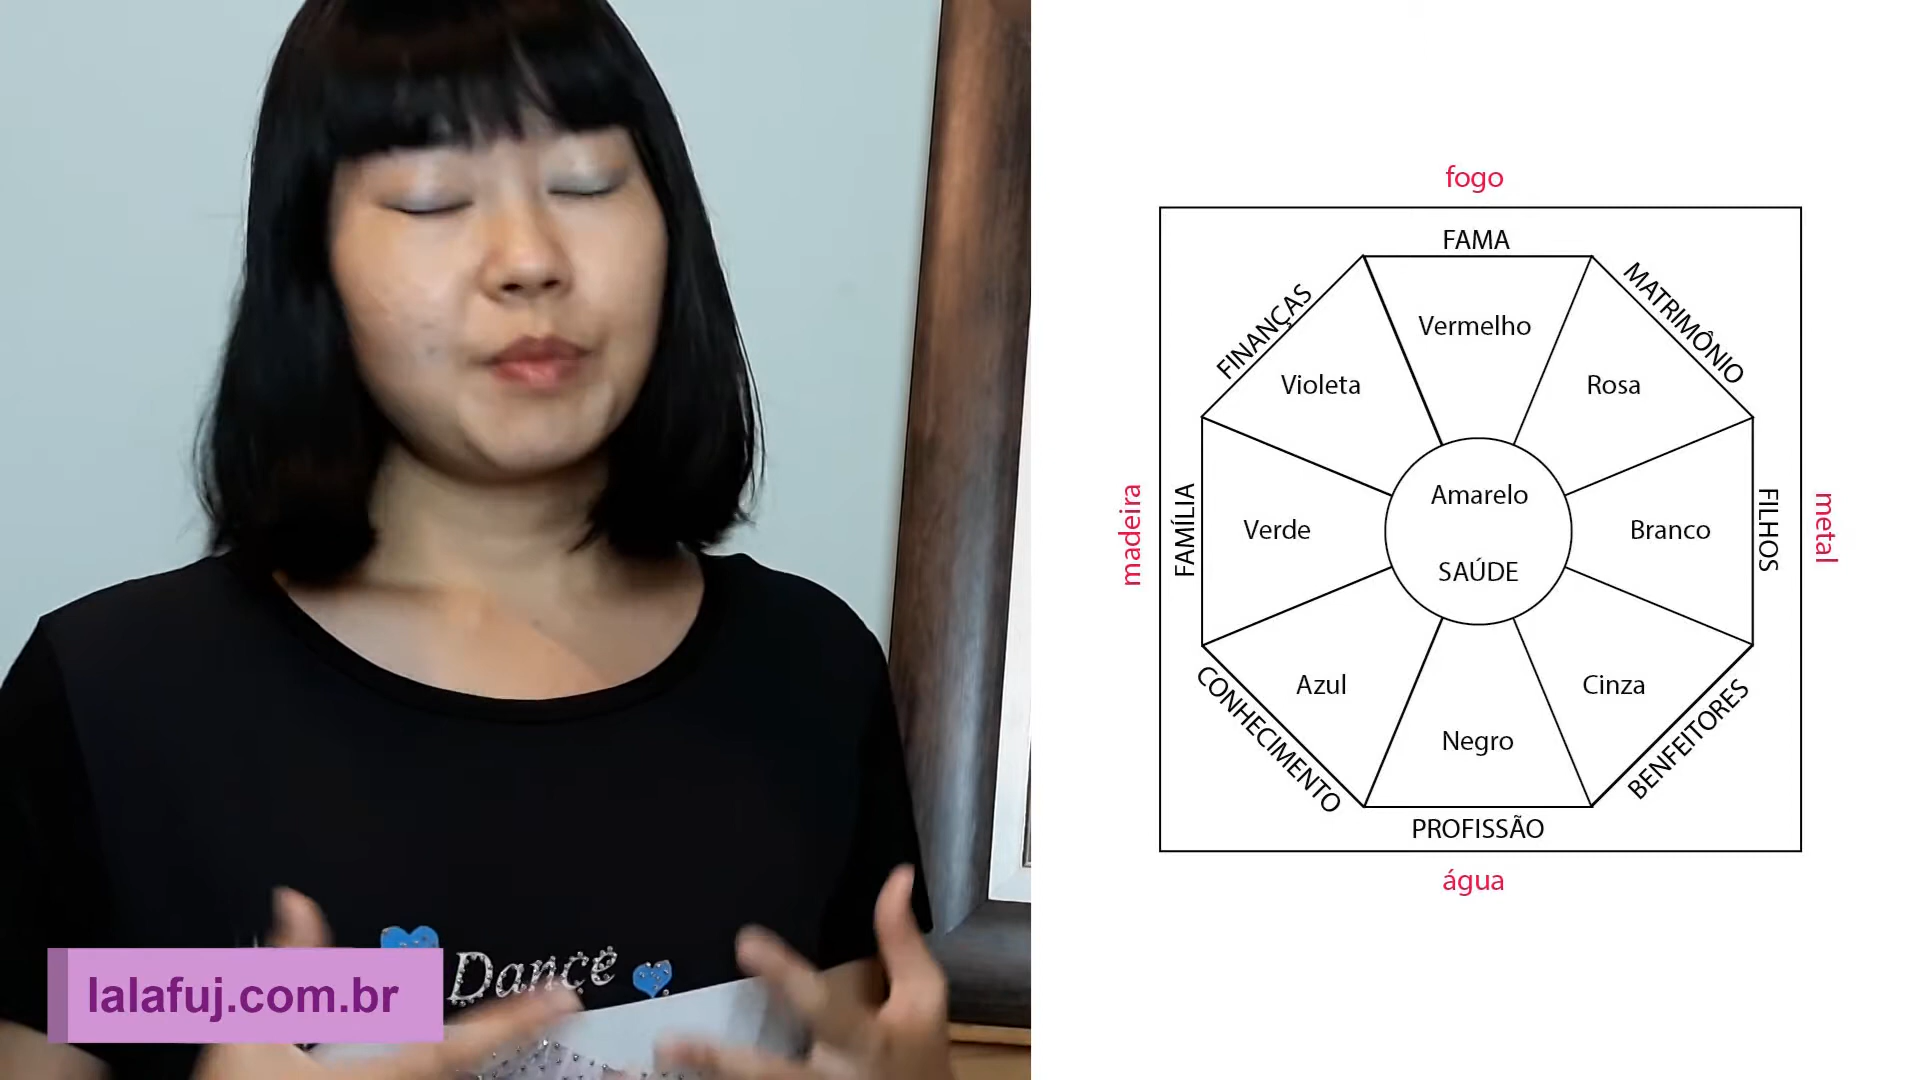 Dance
lalafuj.com.br
fogo
FAMA
FINANÇAS
MATRIMÔNIO
Vermelho
Violeta
Rosa
madeira
FAMÍLIA
Verde
Amarelo
SAÚDE
Branco
FILHOS
metal
Azul
Cinza
CONHECIMENTO
Negro
BENFEITORES
PROFISSÃO
água